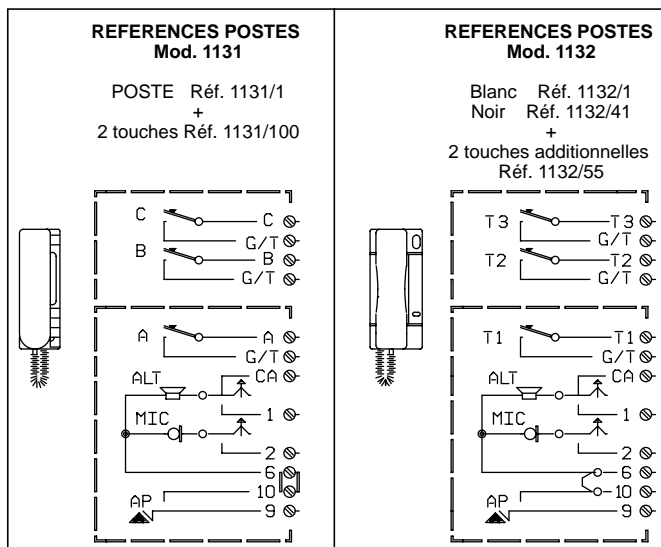 REFERENCES POSTES
Mod. 1131
POSTE Réf. 1131/1
+
2 touches Réf. 1131/100
C C
G/T
B B
G/T
A A
G/T
ALT CA
1
MIC
2
6
10
AP
9
REFERENCES POSTES
Mod. 1132
Blanc Réf. 1132/1
Noir Réf. 1132/41
+
2 touches additionnelles
Réf. 1132/55
T3 T3
G/T
T2 T2
G/T
T1 T1
G/T
ALT CA
1
MIC
2
6
10
AP
9